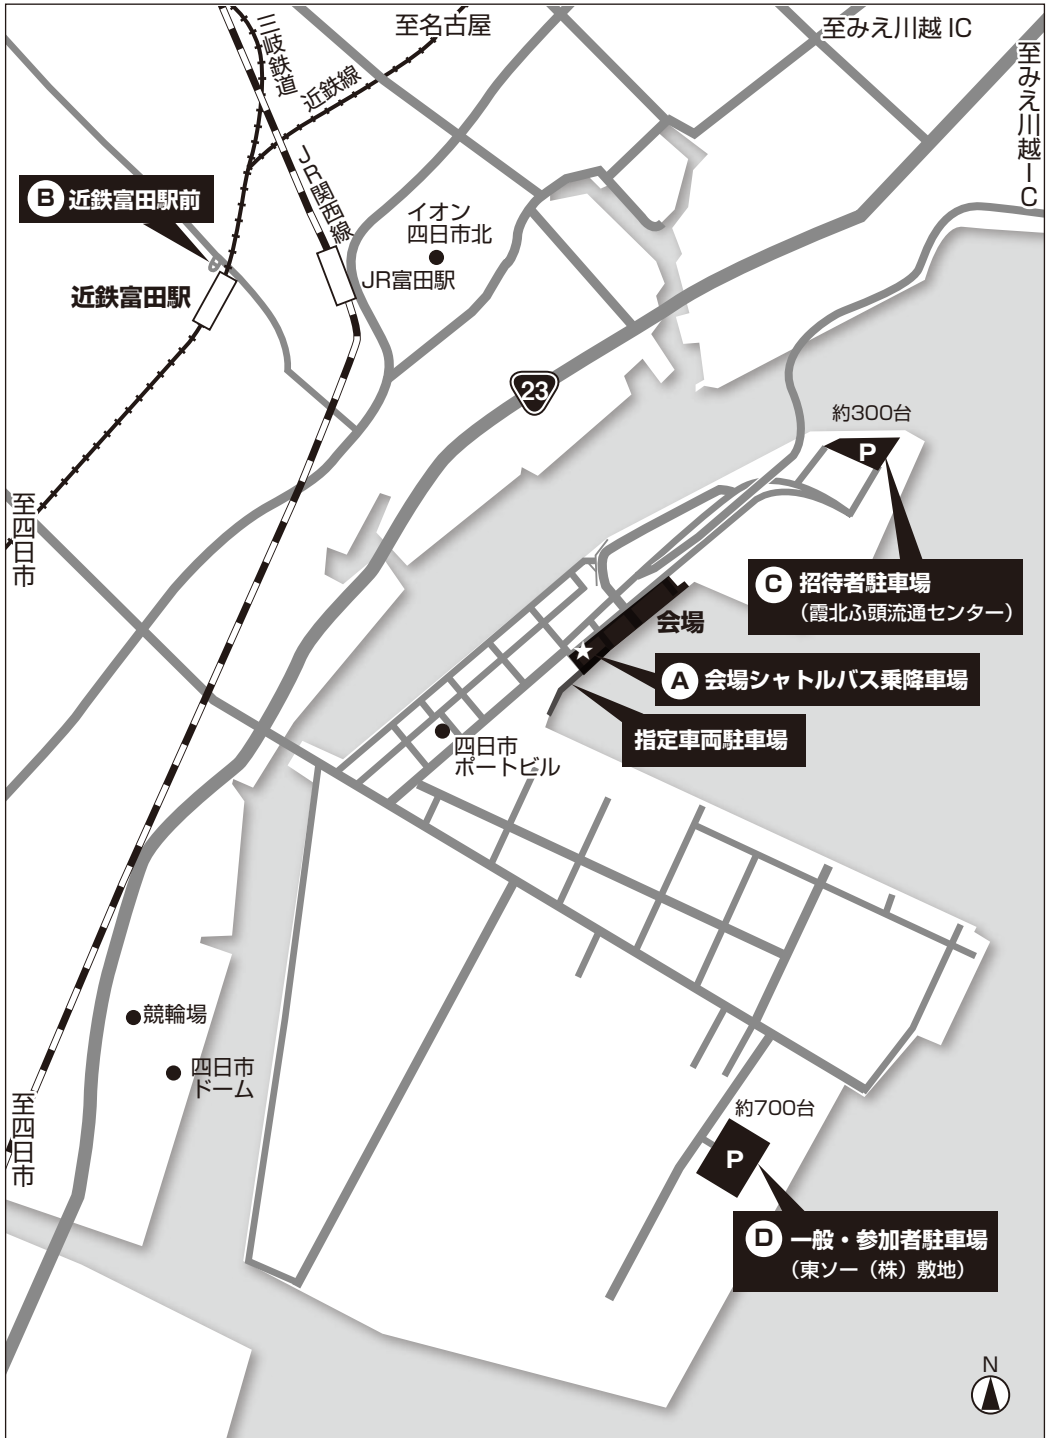 至名古屋
至みえ川越 IC
至みえ川越IC
三岐鉄道
近鉄線
JR関西線
B 近鉄富田駅前
イオン
四日市北
JR富田駅
近鉄富田駅
23
約300台
P
至四日市
C 招待者駐車場
（霞北ふ頭流通センター）
会場
A 会場シャトルバス乗降車場
指定車両駐車場
四日市
ポートビル
競輪場
四日市
ドーム
至四日市
約700台
P
D 一般・参加者駐車場
（東ソー（株）敷地）
N